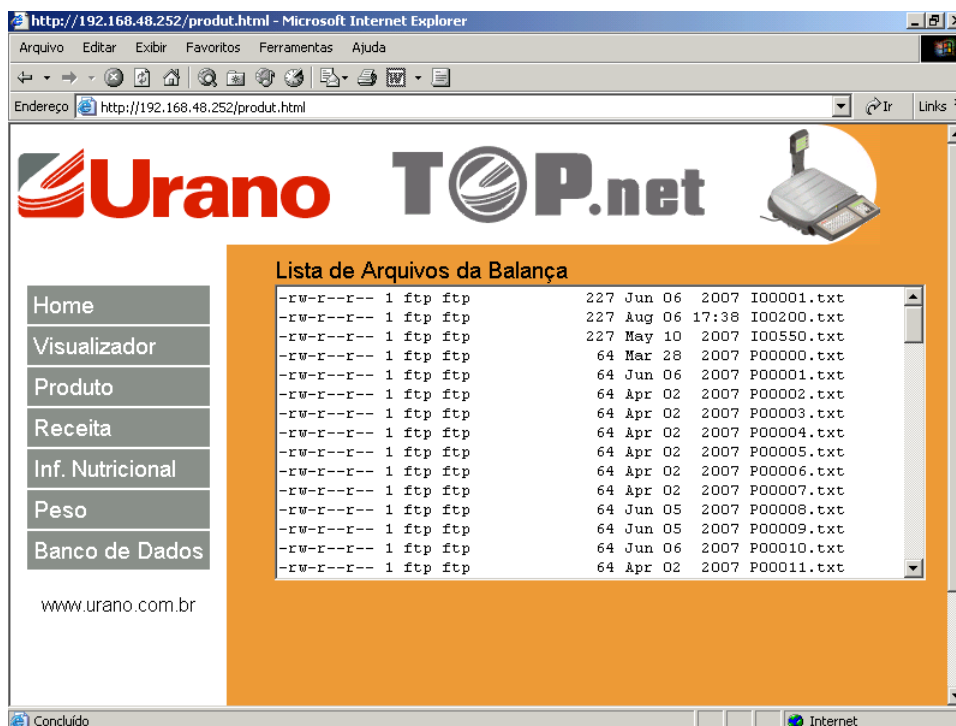 http://192.168.48.252/produt.html - Microsoft Internet Explorer
Arquivo Editar Exibir Favoritos Ferramentas Ajuda
Endereço http://192.168.48.252/produt.html Ir Links
Urano TOP.net
Lista de Arquivos da Balança
-rw-r--r-- 1 ftp ftp 227 Jun 06 2007 I00001.txt
-rw-r--r-- 1 ftp ftp 227 Aug 06 17:38 I00200.txt
-rw-r--r-- 1 ftp ftp 227 May 10 2007 I00550.txt
-rw-r--r-- 1 ftp ftp 64 Mar 28 2007 P00000.txt
-rw-r--r-- 1 ftp ftp 64 Jun 06 2007 P00001.txt
-rw-r--r-- 1 ftp ftp 64 Apr 02 2007 P00002.txt
-rw-r--r-- 1 ftp ftp 64 Apr 02 2007 P00003.txt
-rw-r--r-- 1 ftp ftp 64 Apr 02 2007 P00004.txt
-rw-r--r-- 1 ftp ftp 64 Apr 02 2007 P00005.txt
-rw-r--r-- 1 ftp ftp 64 Apr 02 2007 P00006.txt
-rw-r--r-- 1 ftp ftp 64 Apr 02 2007 P00007.txt
-rw-r--r-- 1 ftp ftp 64 Jun 05 2007 P00008.txt
-rw-r--r-- 1 ftp ftp 64 Jun 05 2007 P00009.txt
-rw-r--r-- 1 ftp ftp 64 Jun 06 2007 P00010.txt
-rw-r--r-- 1 ftp ftp 64 Apr 02 2007 P00011.txt
Home
Visualizador
Produto
Receita
Inf. Nutricional
Peso
Banco de Dados
www.urano.com.br
Concluído Internet